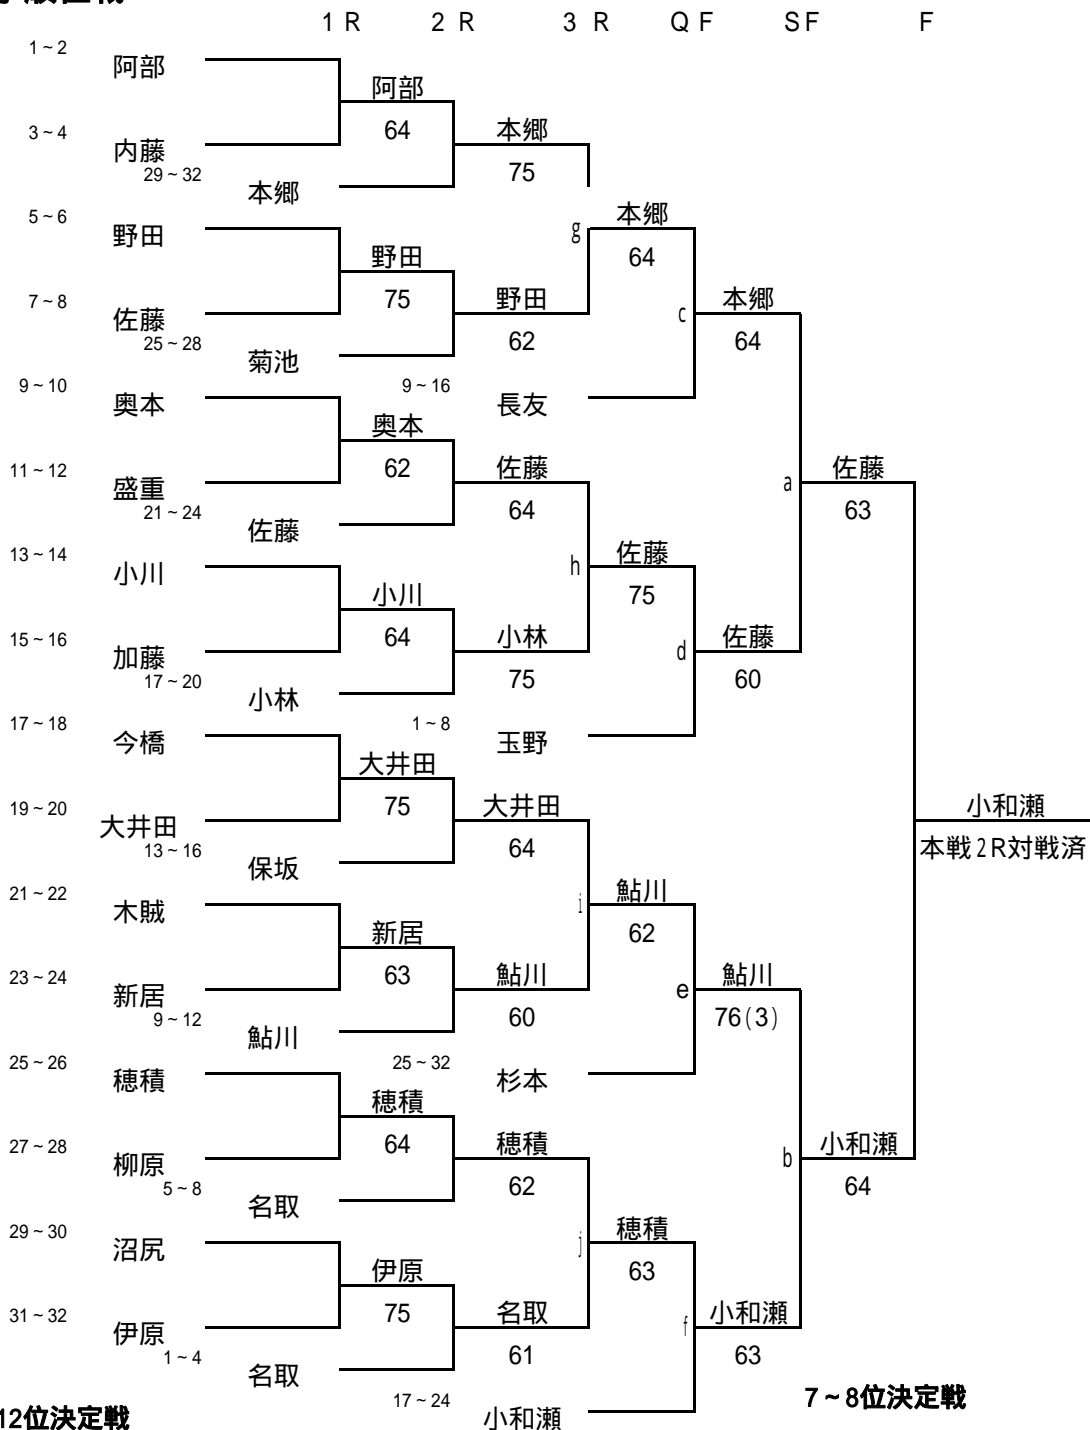 1R 2R 3R QF SF F
1~2
阿部
阿部
64
3~4
内藤
本郷
75
29~32
本郷
5~6
野田
g
本郷
64
野田
75
7~8
佐藤
野田
62
c
本郷
64
25~28
菊池
9~10
奥本
9~16
長友
奥本
62
11~12
盛重
佐藤
64
a
佐藤
63
21~24
佐藤
13~14
小川
h
佐藤
75
小川
64
15~16
加藤
小林
75
d
佐藤
60
17~20
小林
17~18
今橋
1~8
玉野
大井田
75
19~20
大井田
大井田
64
小和瀬
本戦2R対戦済
13~16
保坂
21~22
木賊
i
鮎川
62
新居
63
23~24
新居
鮎川
60
e
鮎川
76(3)
9~12
鮎川
25~26
穂積
25~32
杉本
穂積
64
27~28
柳原
穂積
62
b
小和瀬
64
5~8
名取
29~30
沼尻
j
穂積
63
伊原
75
31~32
伊原
名取
61
f
小和瀬
63
1~4
名取
17~24
小和瀬
7~8位決定戦
12位決定戦